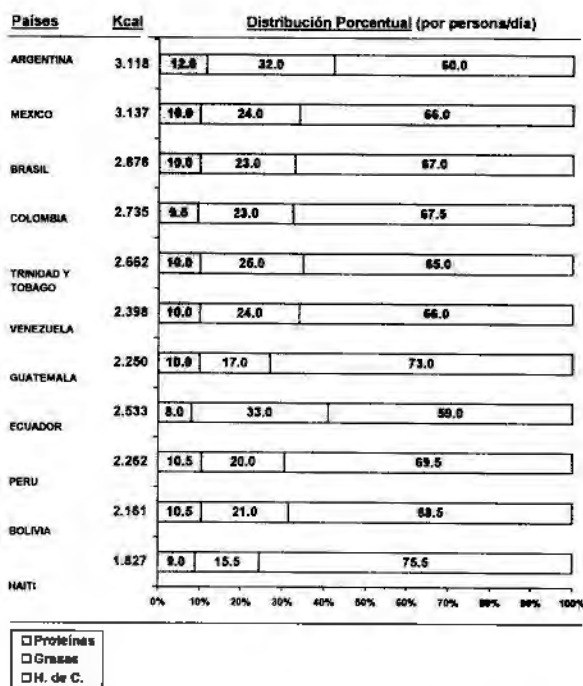 Países Kcal Distribución Porcentual (por persona/día)
ARGENTINA 3.118 12.0 32.0 60.0
MEXICO 3.137 10.0 24.0 66.0
BRASIL 2.876 10.0 23.0 67.0
COLOMBIA 2.735 9.5 23.0 67.5
TRINIDAD Y TOBAGO 2.662 10.0 25.0 65.0
VENEZUELA 2.398 10.0 24.0 66.0
GUATEMALA 2.250 10.0 17.0 73.0
ECUADOR 2.533 8.0 33.0 59.0
PERU 2.262 10.5 20.0 69.5
BOLIVIA 2.161 10.5 21.0 68.5
HAITI 1.827 9.0 15.5 75.5
0% 10% 20% 30% 40% 50% 60% 70% 80% 90% 100%
Proteínas
Grasas
H. de C.